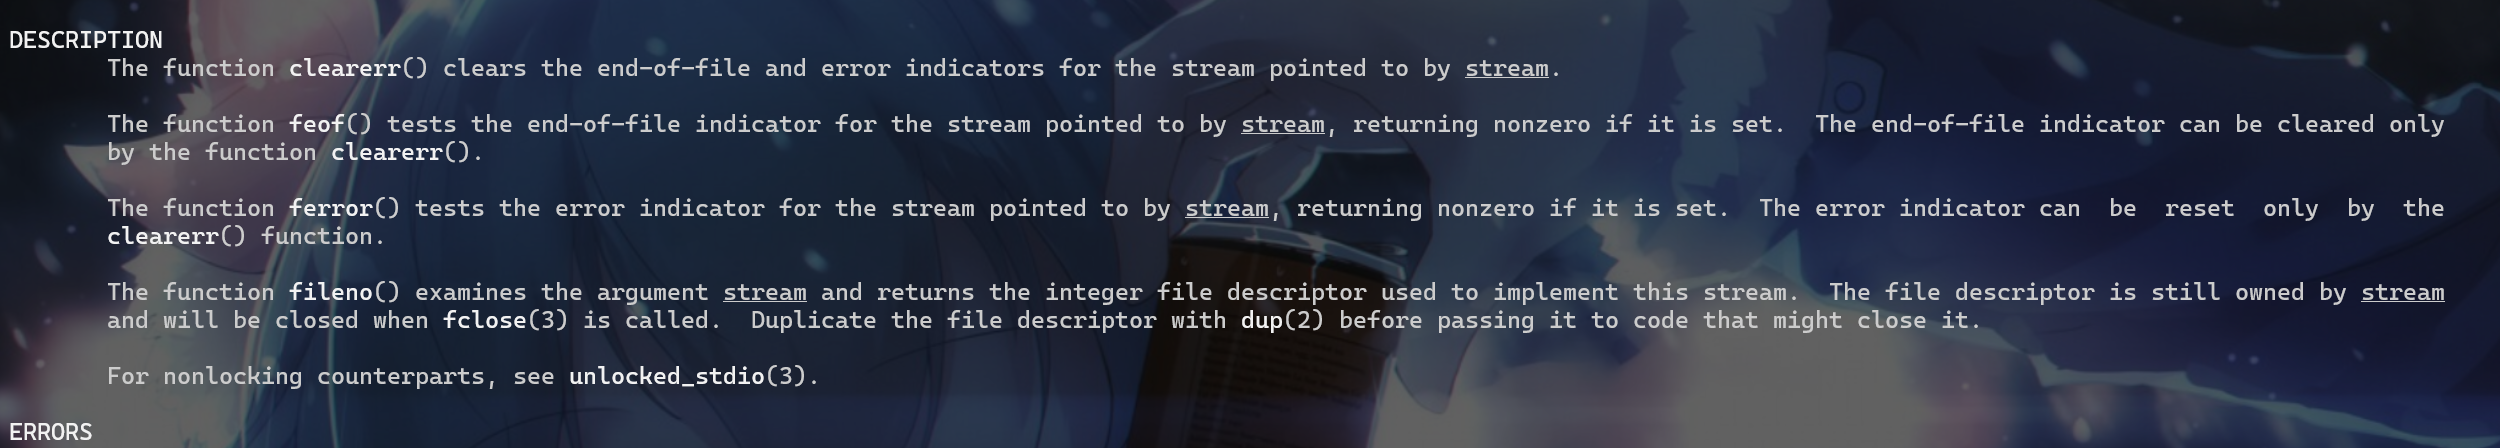 DESCRIPTION
The function clearerr() clears the end-of-file and error indicators for the stream pointed to by stream.
The function feof() tests the end-of-file indicator for the stream pointed to by stream, returning nonzero if it is set.  The end-of-file indicator can be cleared only
by the function clearerr().
The function ferror() tests the error indicator for the stream pointed to by stream, returning nonzero if it is set.  The error indicator can  be  reset  only  by  the
clearerr() function.
The function fileno() examines the argument stream and returns the integer file descriptor used to implement this stream.  The file descriptor is still owned by stream
and will be closed when fclose(3) is called.  Duplicate the file descriptor with dup(2) before passing it to code that might close it.
For nonlocking counterparts, see unlocked_stdio(3).
ERRORS